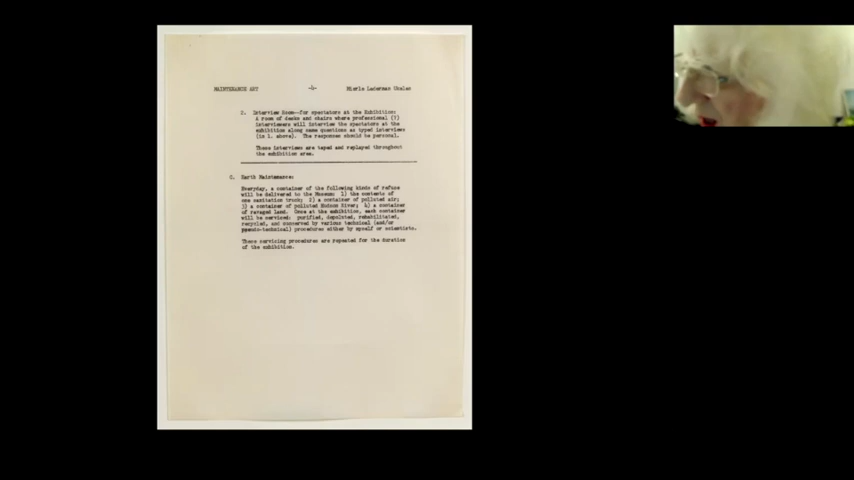 MAINTENANCE ART -4- Mierle Laderman Ukeles
2. Interview Room--for spectators at the Exhibition:
A room of desks and chairs where professional (?)
interviewers will interview the spectators at the
exhibition along same questions as typed interviews
(in 1. above). The responses should be personal.
These interviews are taped and replayed throughout
the exhibition area.
C. Earth Maintenance:
Everyday, a container of the following kinds of refuse
will be delivered to the Museum: 1) the contents of
one sanitation truck; 2) a container of polluted air;
3) a container of polluted Hudson River; 4) a container
of ravaged land. Once at the exhibition, each container
will be serviced: purified, depolluted, rehabilitated,
recycled, and conserved by various technical (and/or
pseudo-technical) procedures either by myself or scientists.
These servicing procedures are repeated for the duration
of the exhibition.